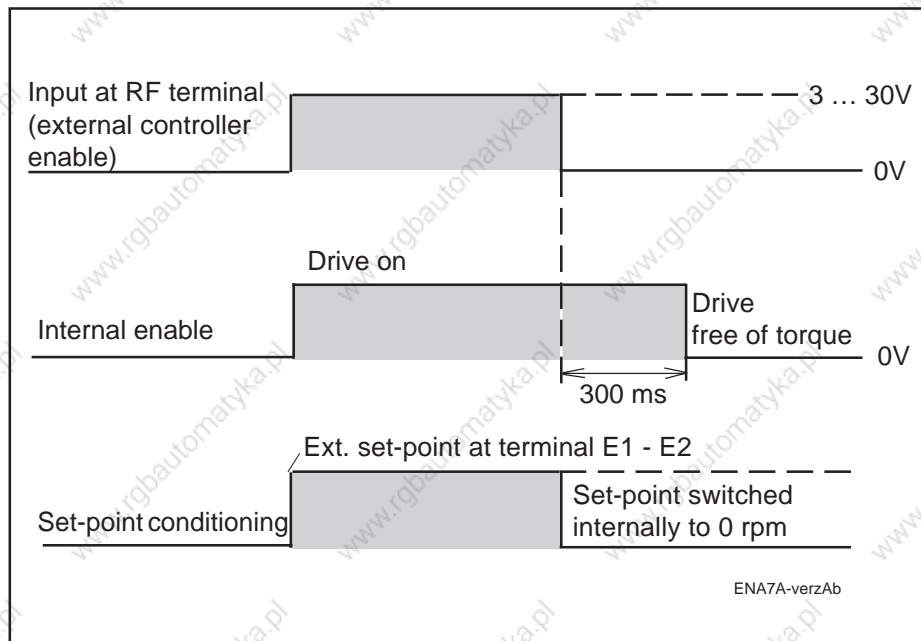 Input at RF terminal
(external controller
enable)
3 … 30V
0V
Drive on
Internal enable
Drive
free of torque
0V
300 ms
Ext. set-point at terminal E1 - E2
Set-point conditioning
Set-point switched
internally to 0 rpm
ENA7A-verzAb
www.rgbautomatyka.pl